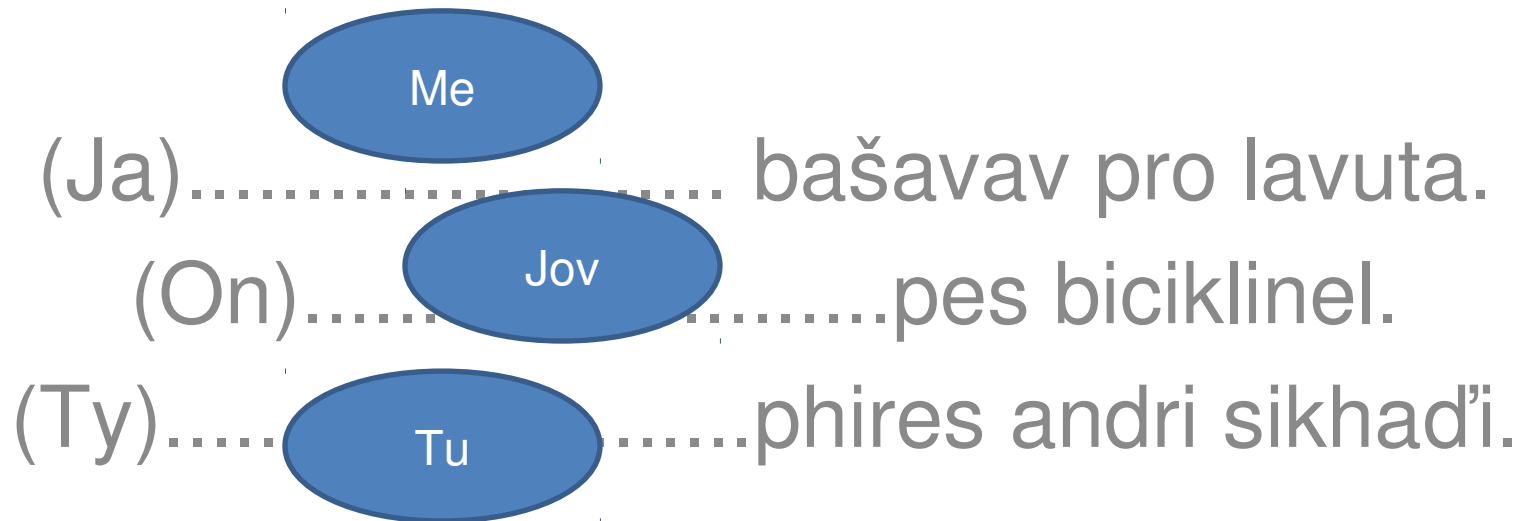 Me
(Ja)................................ bašavav pro lavuta.
Jov
(On)...................................pes biciklinel.
Tu
(Ty)...................................phires andri sikhaďi.